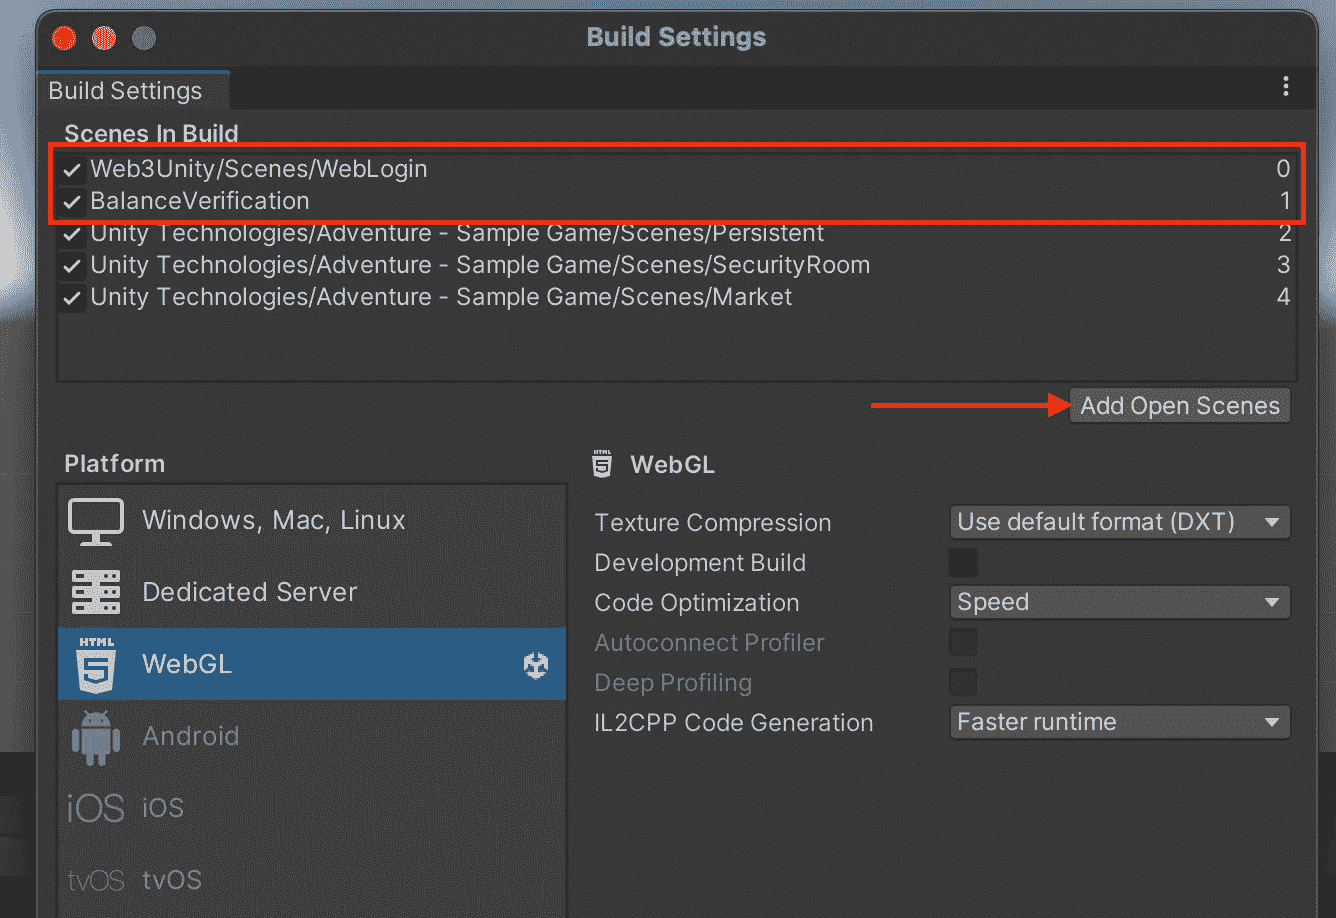 Build Settings
Build Settings
Scenes In Build
Web3Unity/Scenes/WebLogin 0
BalanceVerification 1
Unity Technologies/Adventure - Sample Game/Scenes/Persistent 2
Unity Technologies/Adventure - Sample Game/Scenes/SecurityRoom 3
Unity Technologies/Adventure - Sample Game/Scenes/Market 4
Add Open Scenes
Platform
Windows, Mac, Linux
Dedicated Server
HTML 5 WebGL
Android
iOS iOS
tvOS tvOS
HTML 5 WebGL
Texture Compression Use default format (DXT)
Development Build
Code Optimization Speed
Autoconnect Profiler
Deep Profiling
IL2CPP Code Generation Faster runtime